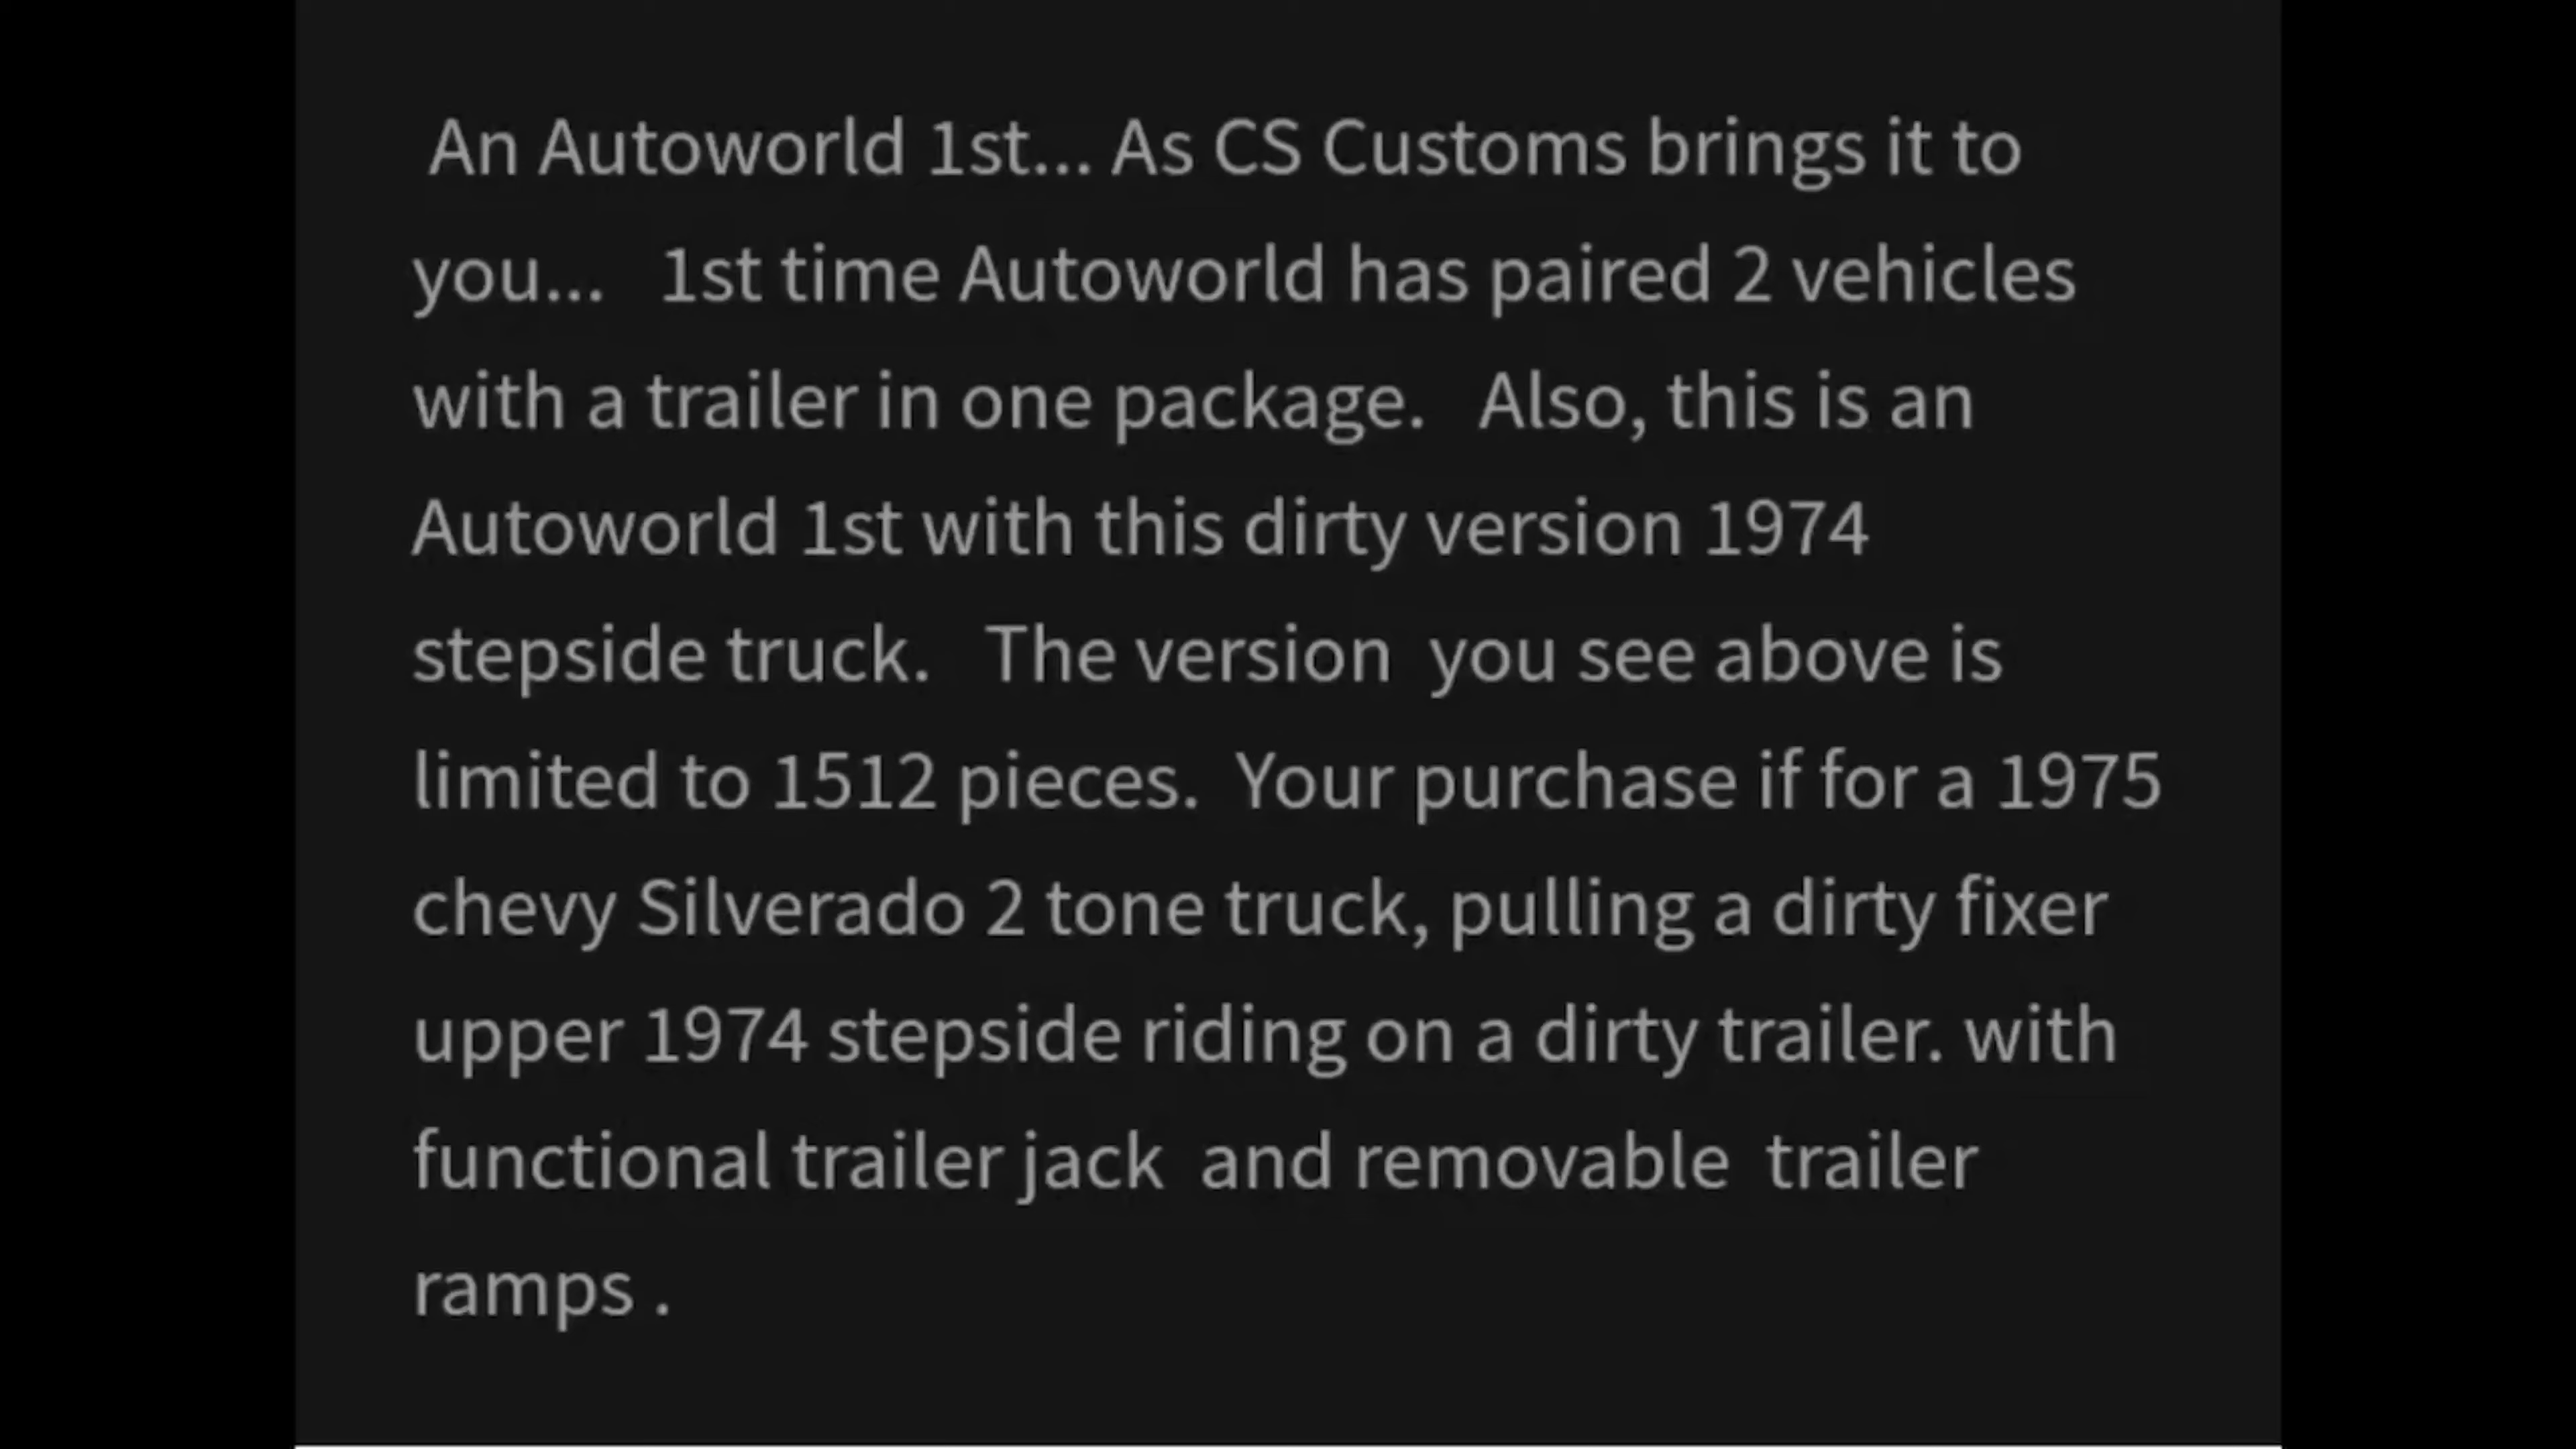 An Autoworld 1st... As CS Customs brings it to
you...   1st time Autoworld has paired 2 vehicles
with a trailer in one package.   Also, this is an
Autoworld 1st with this dirty version 1974
stepside truck.   The version  you see above is
limited to 1512 pieces.  Your purchase if for a 1975
chevy Silverado 2 tone truck, pulling a dirty fixer
upper 1974 stepside riding on a dirty trailer. with
functional trailer jack  and removable  trailer
ramps .